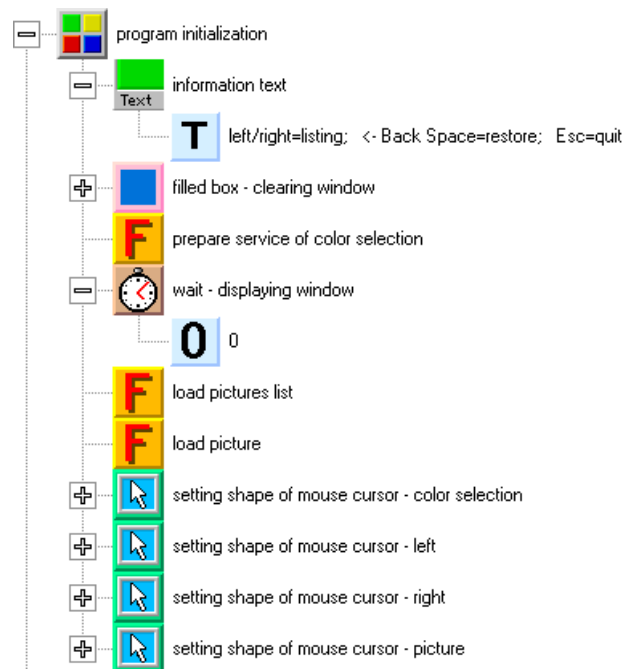 program initialization
information text
Text
T left/right=listing; <- Back Space=restore; Esc=quit
filled box - clearing window
F prepare service of color selection
wait - displaying window
0 0
F load pictures list
F load picture
setting shape of mouse cursor - color selection
setting shape of mouse cursor - left
setting shape of mouse cursor - right
setting shape of mouse cursor - picture